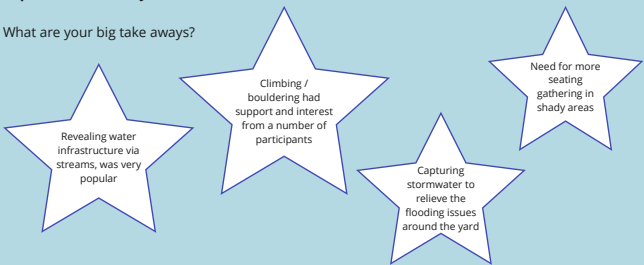 What are your big take aways?
Revealing water
infrastructure via
streams, was very
popular
Climbing /
bouldering had
support and interest
from a number of
participants
Capturing
stormwater to
relieve the
flooding issues
around the yard
Need for more
seating
gathering in
shady areas